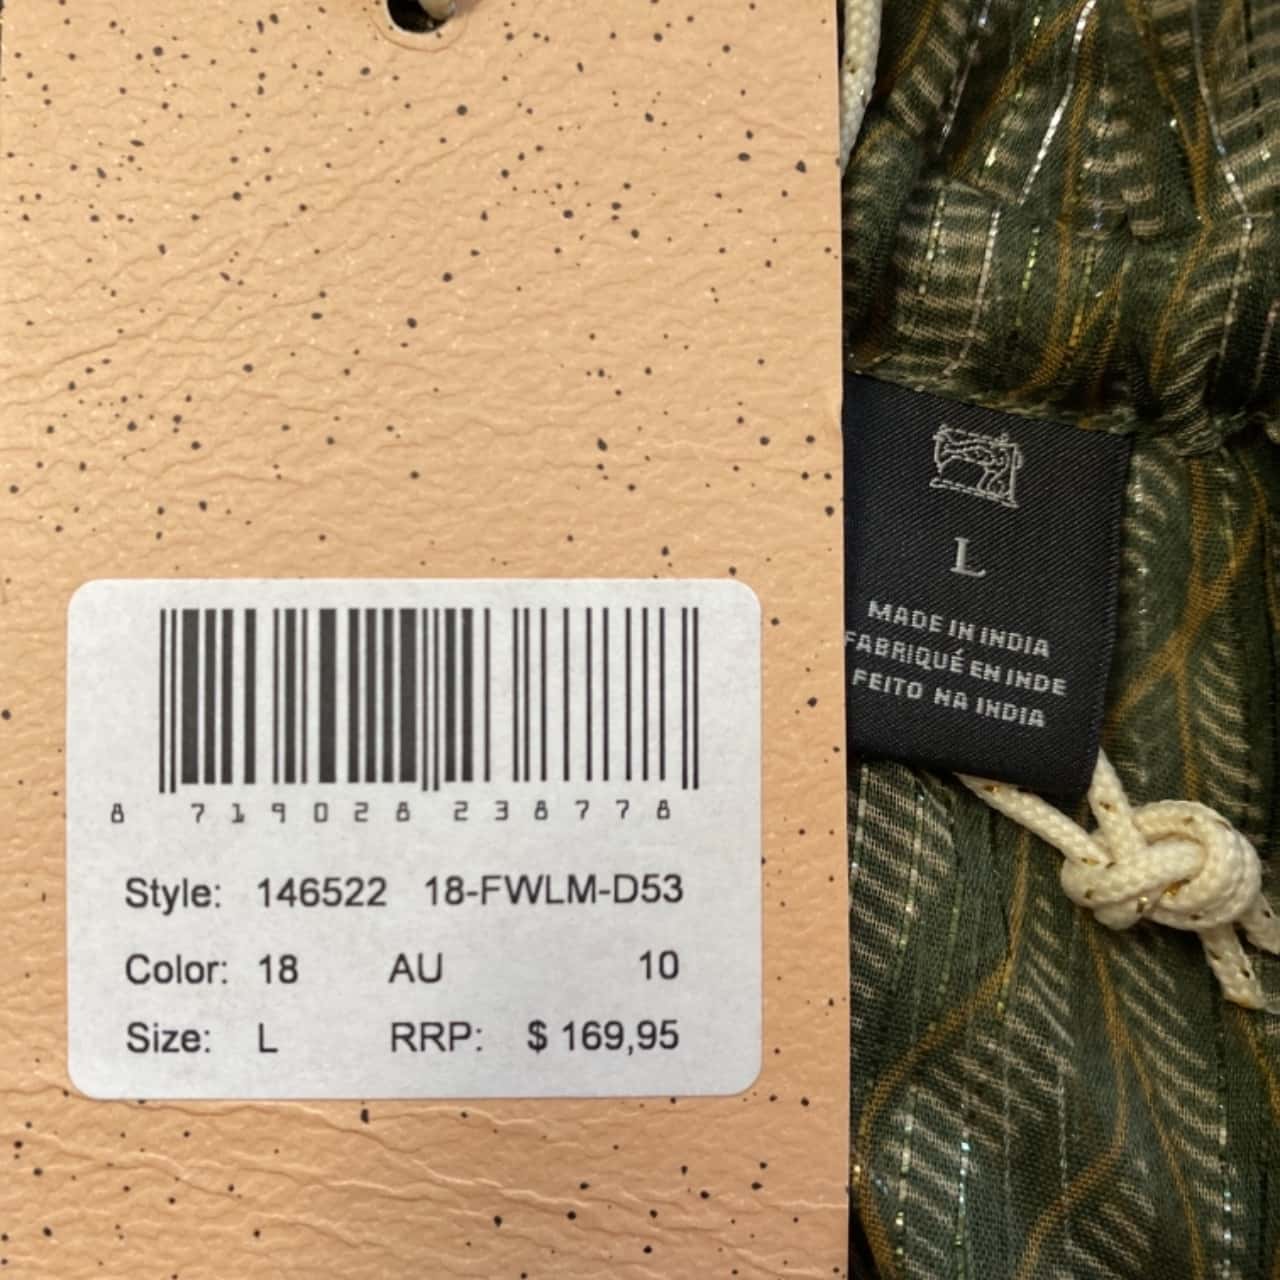 8 719028 238778
Style: 146522 18-FWLM-D53
Color: 18 AU 10
Size: L RRP: $ 169,95
L
MADE IN INDIA
FABRIQUÉ EN INDE
FEITO NA INDIA